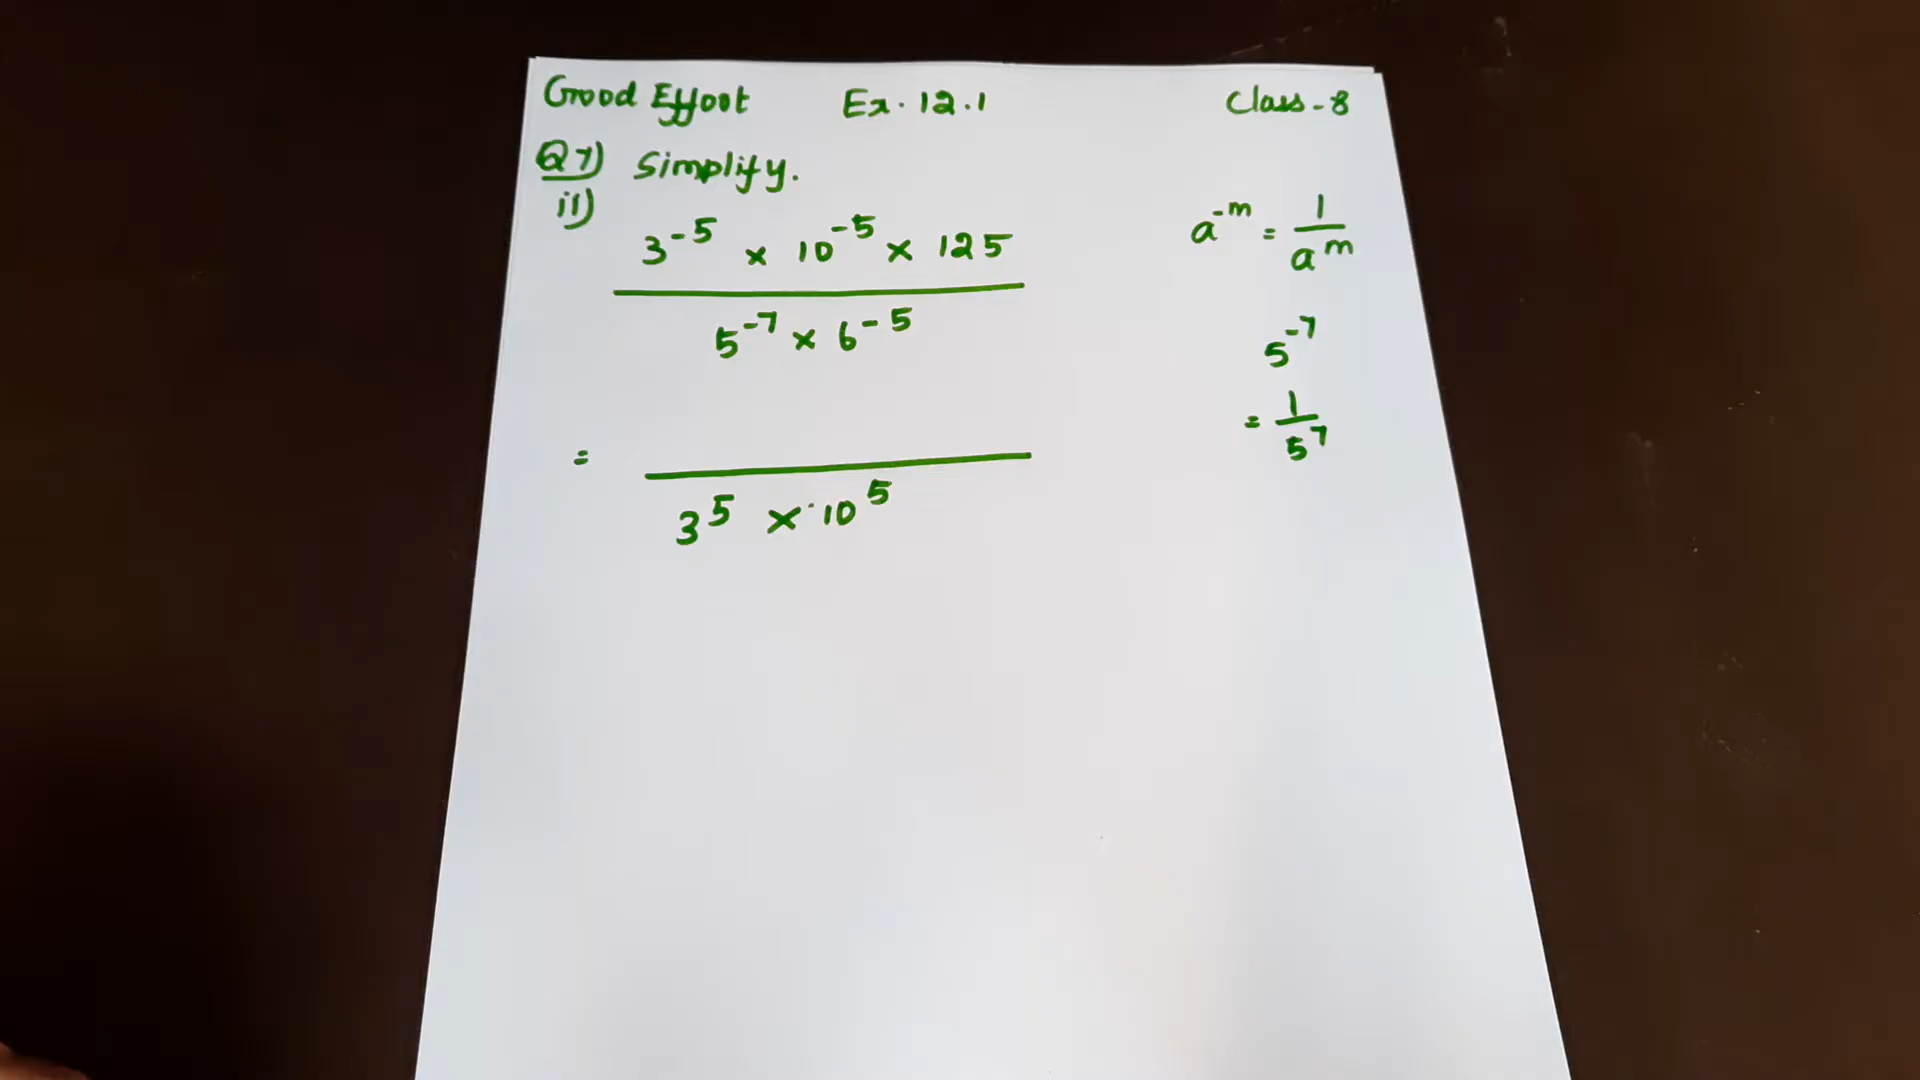 Good Effort Ex. 12.1 Class - 8
Q7) Simplify.
ii)
3^-5 × 10^-5 × 125
5^-7 × 6^-5
=
3^5 × 10^5
a^-m = 1/a^m
5^-7
= 1/5^7